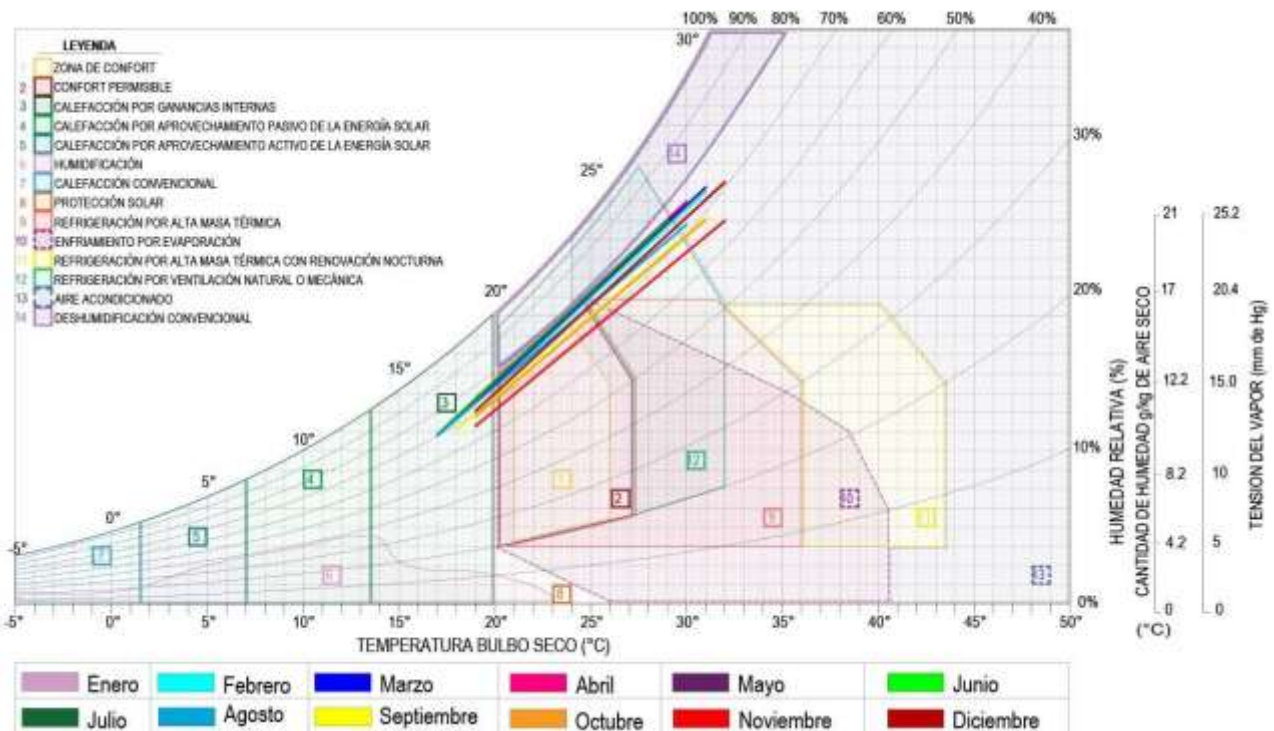 100% 90% 80% 70% 60% 50% 40%
LEYENDA
1 ZONA DE CONFORT
2 CONFORT PERMISIBLE
3 CALEFACCIÓN POR GANANCIAS INTERNAS
4 CALEFACCIÓN POR APROVECHAMIENTO PASIVO DE LA ENERGÍA SOLAR
5 CALEFACCIÓN POR APROVECHAMIENTO ACTIVO DE LA ENERGÍA SOLAR
6 HUMIDIFICACIÓN
7 CALEFACCIÓN CONVENCIONAL
8 PROTECCIÓN SOLAR
9 REFRIGERACIÓN POR ALTA MASA TÉRMICA
10 ENFRIAMIENTO POR EVAPORACIÓN
11 REFRIGERACIÓN POR ALTA MASA TÉRMICA CON RENOVACIÓN NOCTURNA
12 REFRIGERACIÓN POR VENTILACIÓN NATURAL O MECÁNICA
13 AIRE ACONDICIONADO
14 DESHUMIDIFICACIÓN CONVENCIONAL
30°
25°
20°
15°
10°
5°
0°
-5°
3
4
5
7
2
8
30%
20%
10%
0%
HUMEDAD RELATIVA (%)
CANTIDAD DE HUMEDAD g/kg DE AIRE SECO
21
17
12.2
8.2
4.2
0
(°C)
25.2
20.4
15.0
10
5
0
TENSION DEL VAPOR (mm de Hg)
-5° 0° 5° 10° 15° 20° 25° 30° 35° 40° 45° 50°
TEMPERATURA BULBO SECO (°C)
Enero Febrero Marzo Abril Mayo Junio
Julio Agosto Septiembre Octubre Noviembre Diciembre